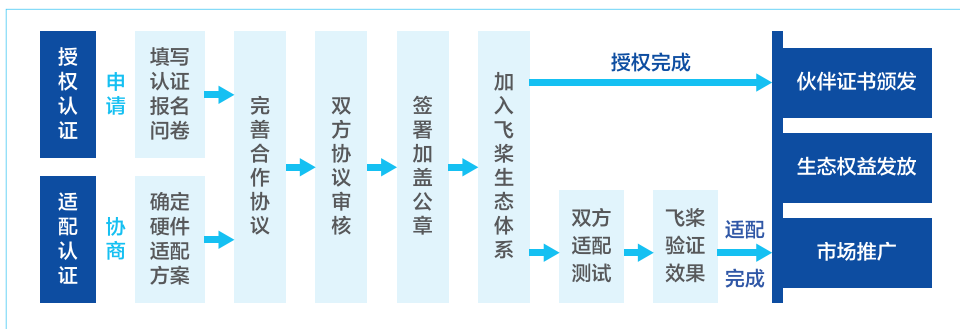 授权认证
申请
填写
认证
报名
问卷
适配认证
协商
确定
硬件
适配
方案
完善合作协议
双方协议审核
签署加盖公章
加入飞桨生态体系
授权完成
双方
适配
测试
飞桨
验证
效果
适配
完成
伙伴证书颁发
生态权益发放
市场推广